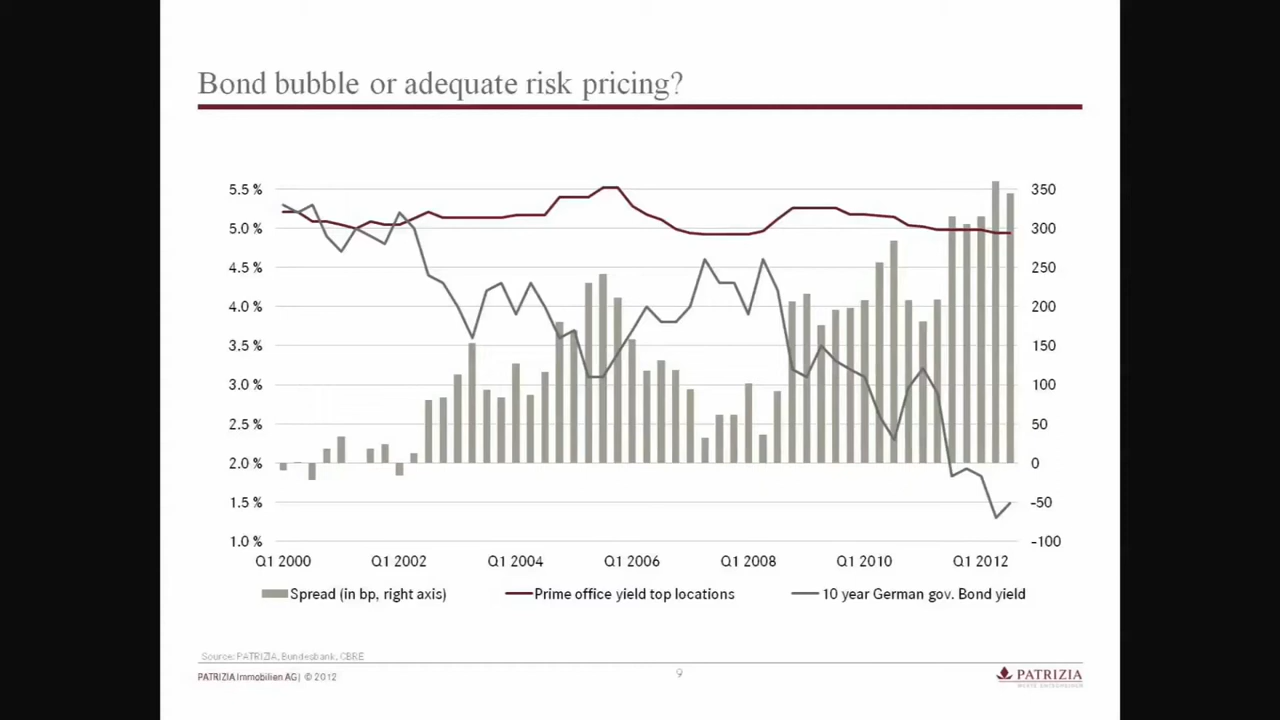 Bond bubble or adequate risk pricing?
5.5 % 350
5.0 % 300
4.5 % 250
4.0 % 200
3.5 % 150
3.0 % 100
2.5 % 50
2.0 % 0
1.5 % -50
1.0 % -100
Q1 2000 Q1 2002 Q1 2004 Q1 2006 Q1 2008 Q1 2010 Q1 2012
Spread (in bp, right axis) Prime office yield top locations 10 year German gov. Bond yield
Source: PATRIZIA, Bundesbank, CBRE
PATRIZIA Immobilien AG| © 2012 9 PATRIZIA